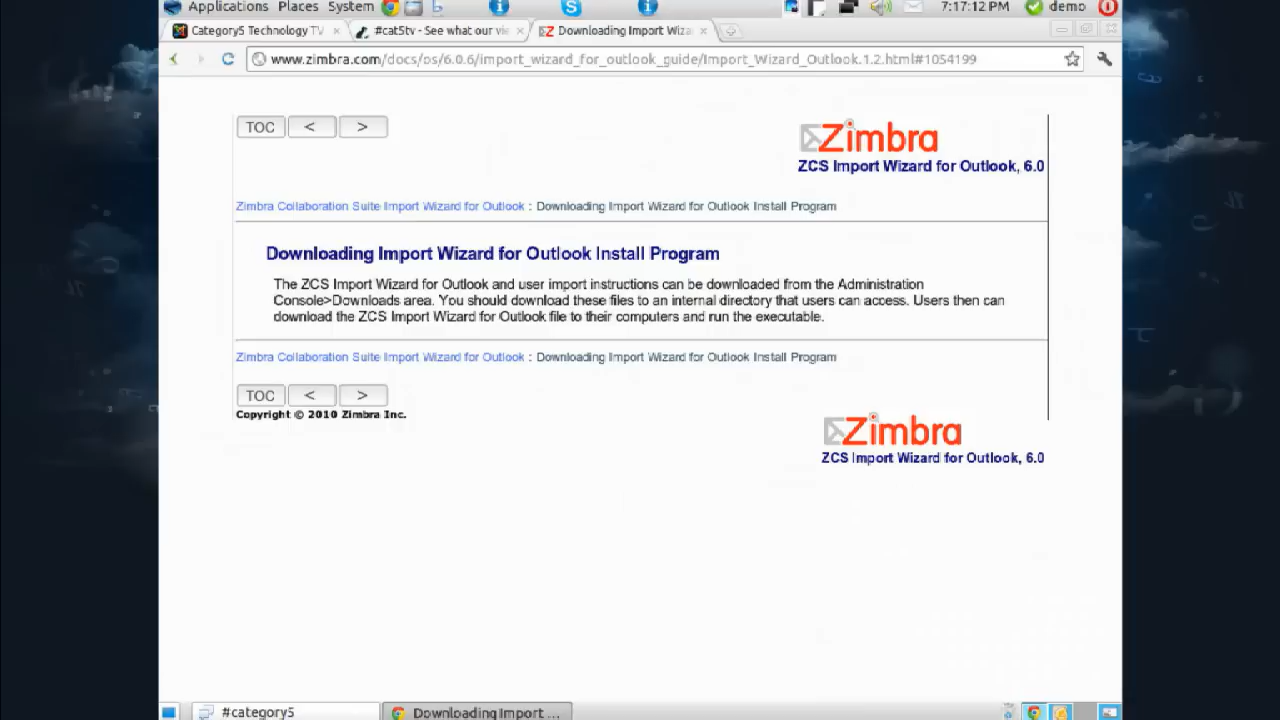 Applications Places System 7:17:12 PM demo
Category5 Technology TV #cat5tv - See what our vie Downloading Import Wiza
www.zimbra.com/docs/os/6.0.6/import_wizard_for_outlook_guide/Import_Wizard_Outlook.1.2.html#1054199
TOC < >
Zimbra
ZCS Import Wizard for Outlook, 6.0
Zimbra Collaboration Suite Import Wizard for Outlook : Downloading Import Wizard for Outlook Install Program
Downloading Import Wizard for Outlook Install Program
The ZCS Import Wizard for Outlook and user import instructions can be downloaded from the Administration
Console>Downloads area. You should download these files to an internal directory that users can access. Users then can
download the ZCS Import Wizard for Outlook file to their computers and run the executable.
Zimbra Collaboration Suite Import Wizard for Outlook : Downloading Import Wizard for Outlook Install Program
TOC < >
Copyright © 2010 Zimbra Inc.
Zimbra
ZCS Import Wizard for Outlook, 6.0
#category5 Downloading Import ...